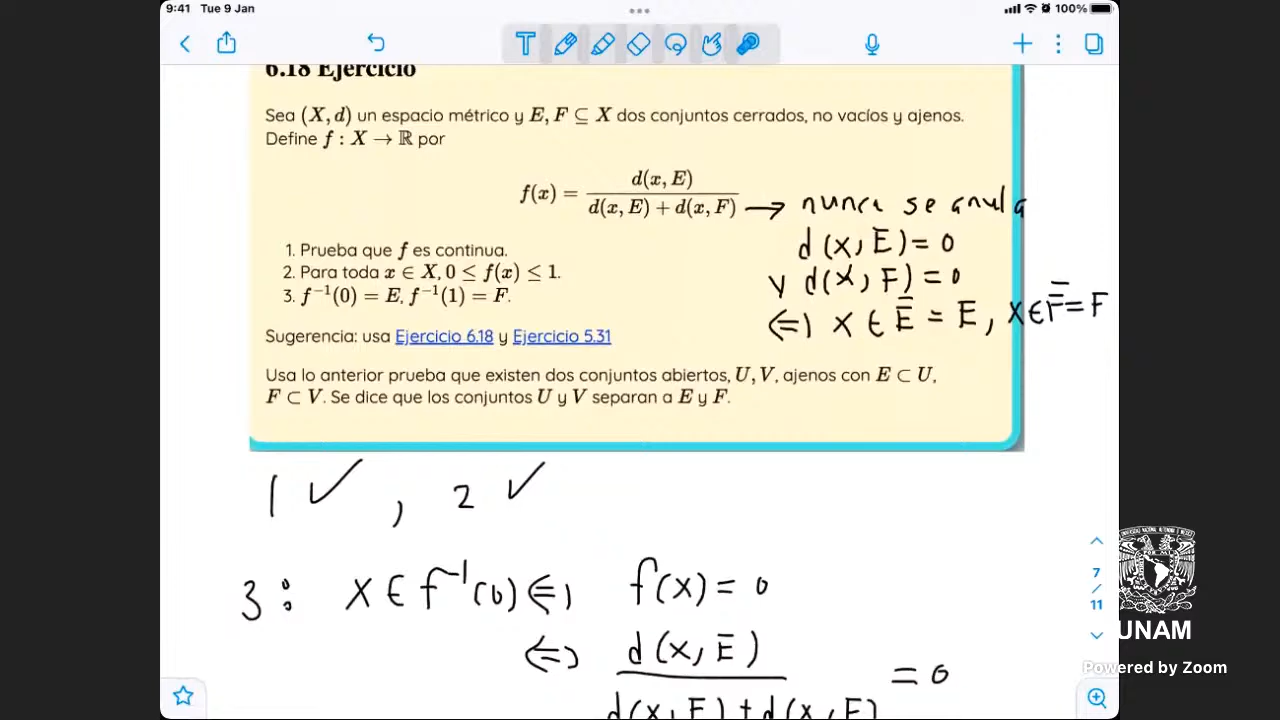 9:41 Tue 9 Jan
100%
6.18 Ejercicio
Sea (X, d) un espacio métrico y E, F ⊆ X dos conjuntos cerrados, no vacíos y ajenos.
Define f : X → ℝ por
f(x) = d(x, E) / d(x, E) + d(x, F) → nunca se anula
d(x, E) = 0
y d(x, F) = 0
⇔ x ∈ Ē = E, x ∈ F̄ = F
1. Prueba que f es continua.
2. Para toda x ∈ X, 0 ≤ f(x) ≤ 1.
3. f⁻¹(0) = E, f⁻¹(1) = F.
Sugerencia: usa Ejercicio 6.18 y Ejercicio 5.31
Usa lo anterior prueba que existen dos conjuntos abiertos, U, V, ajenos con E ⊂ U,
F ⊂ V. Se dice que los conjuntos U y V separan a E y F.
1 ✓, 2 ✓
3: x ∈ f⁻¹(0) ⇔ f(x) = 0
⇔ d(x, E) / d(x, E) + d(x, F) = 0
7
/
11
UNAM
Powered by Zoom